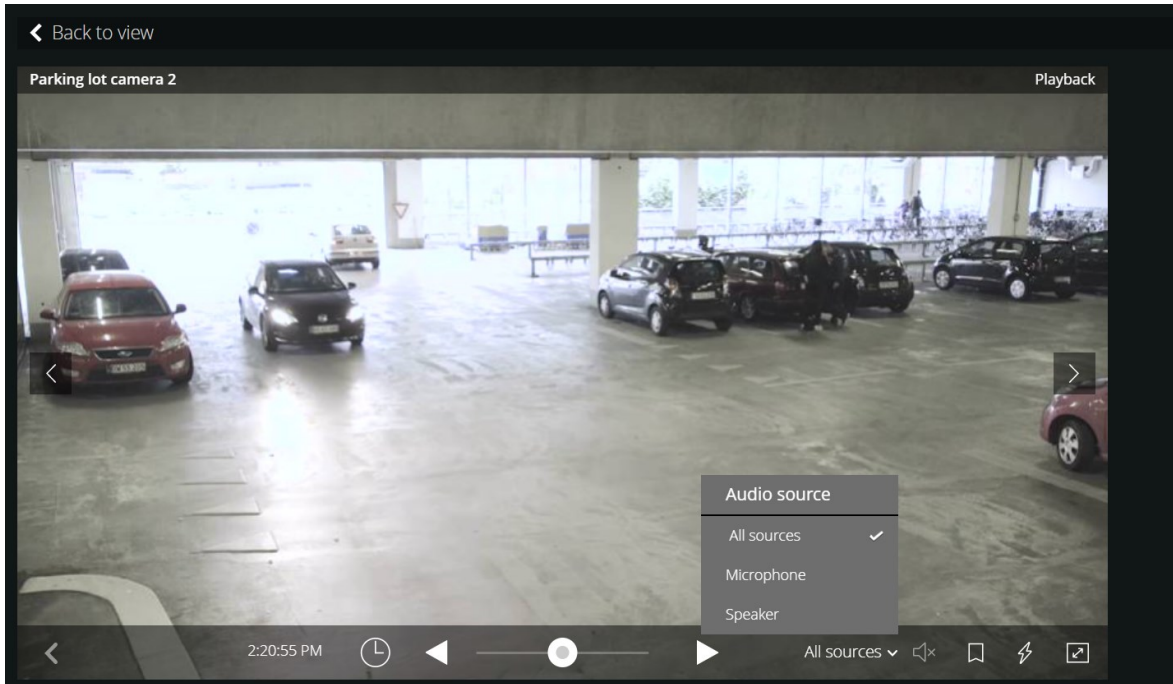 Back to view
Parking lot camera 2
Playback
Audio source
All sources
Microphone
Speaker
2:20:55 PM
All sources